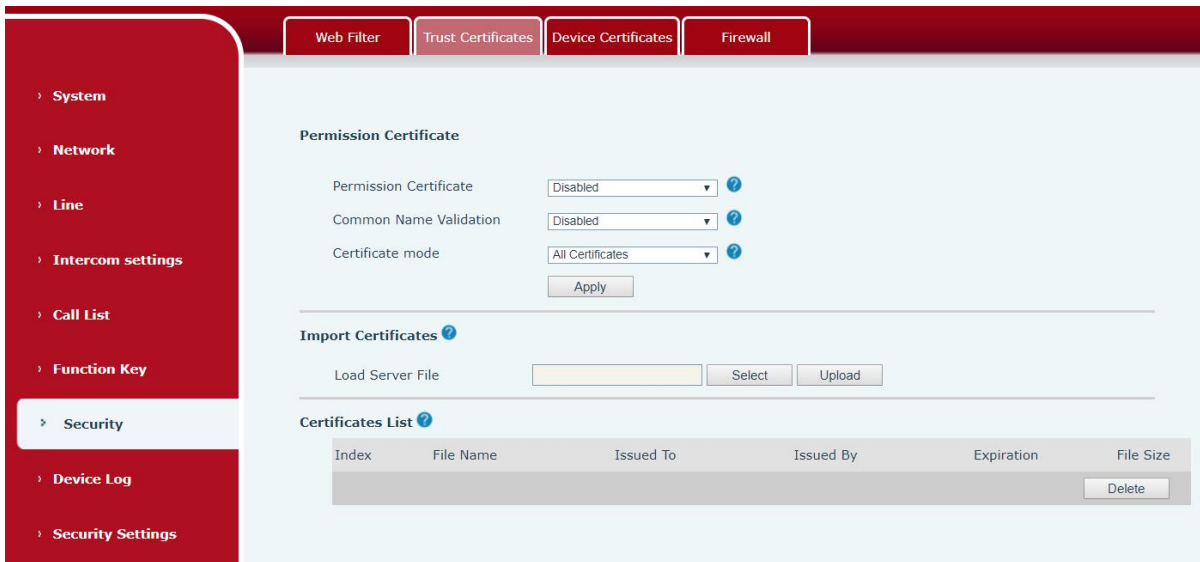 Web Filter Trust Certificates Device Certificates Firewall
System
Network
Line
Intercom settings
Call List
Function Key
Security
Device Log
Security Settings
Permission Certificate
Permission Certificate Disabled
Common Name Validation Disabled
Certificate mode All Certificates
Apply
Import Certificates
Load Server File Select Upload
Certificates List
Index File Name Issued To Issued By Expiration File Size
Delete